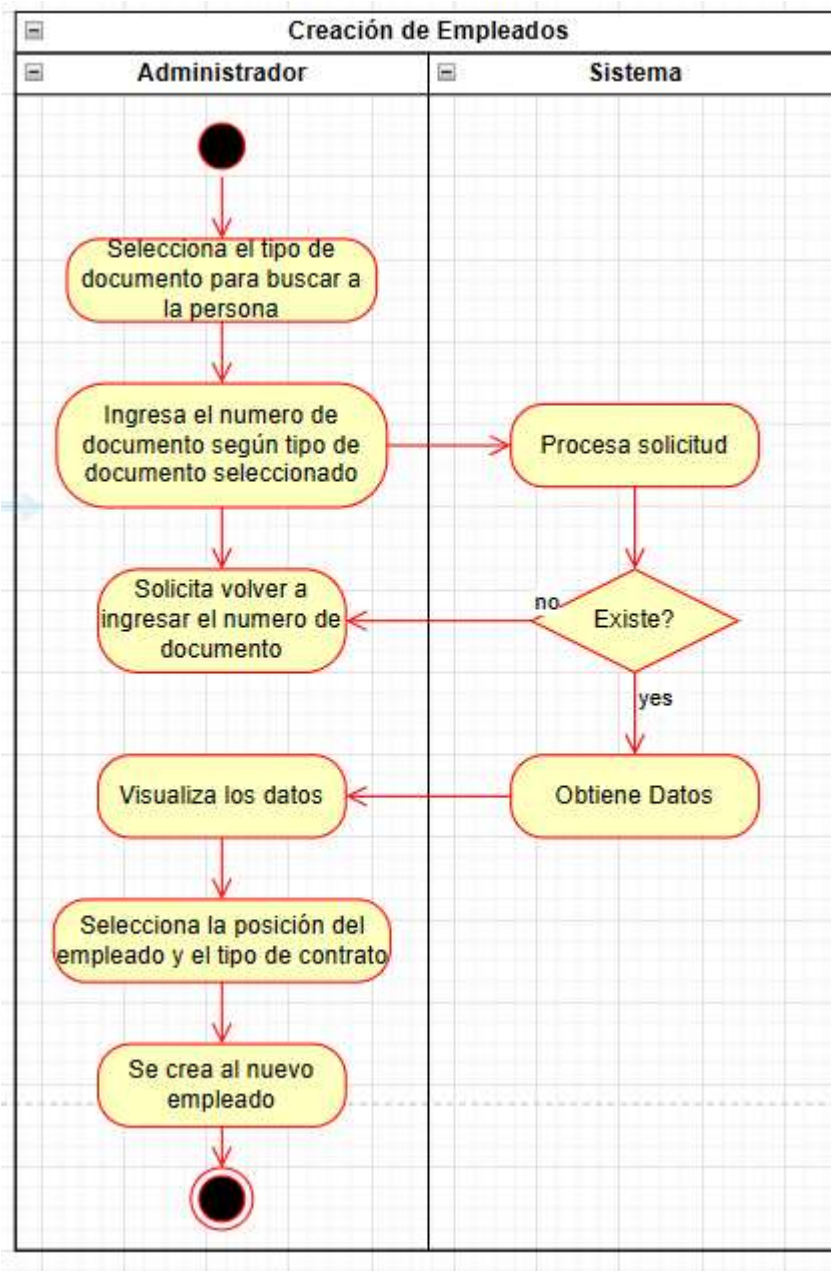 Creación de Empleados
Administrador
Sistema
Selecciona el tipo de
documento para buscar a
la persona
Ingresa el numero de
documento según tipo de
documento seleccionado
Procesa solicitud
Solicita volver a
ingresar el numero de
documento
no
Existe?
yes
Visualiza los datos
Obtiene Datos
Selecciona la posición del
empleado y el tipo de contrato
Se crea al nuevo
empleado